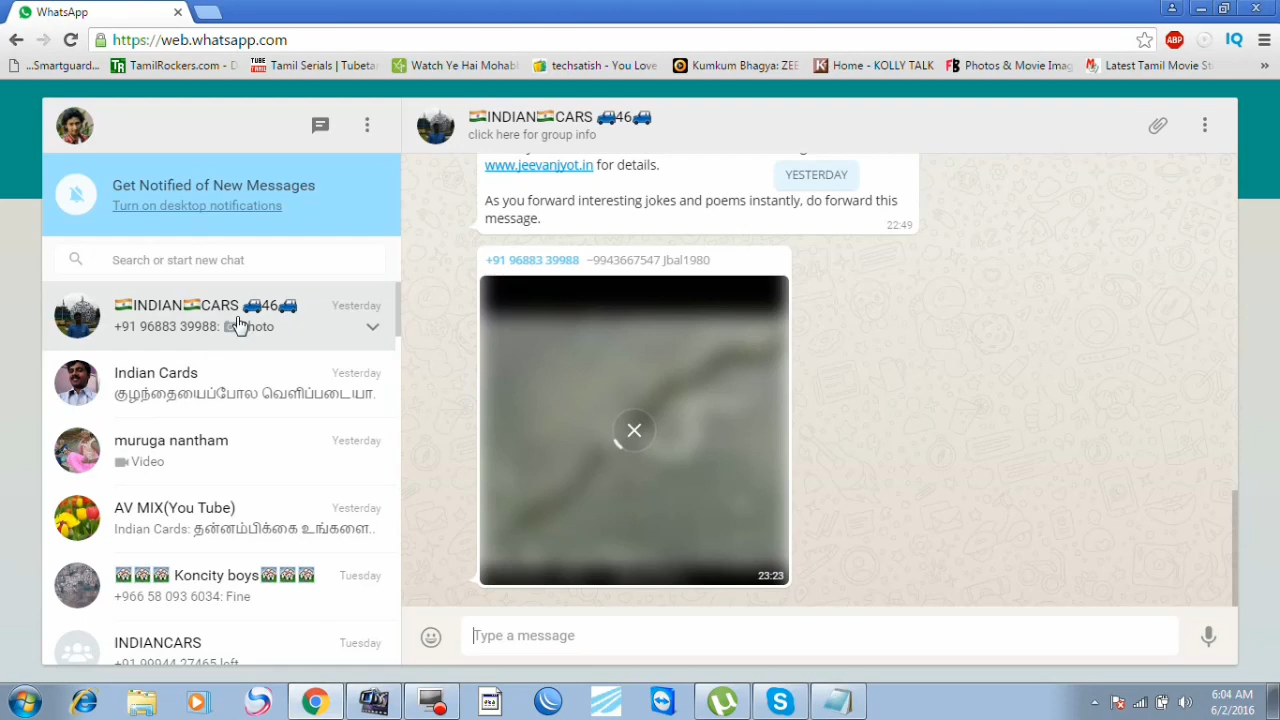 WhatsApp
https://web.whatsapp.com
ABP
IQ
...Smartguard...
TamilRockers.com -
Tamil Serials | Tubeta
Watch Ye Hai Mohab
techsatish - You Love
Kumkum Bhagya: ZEE
Home - KOLLY TALK
Photos & Movie Imag
Latest Tamil Movie St
INDIAN CARS 46
click here for group info
Get Notified of New Messages
Turn on desktop notifications
Search or start new chat
INDIAN CARS 46
Yesterday
+91 96883 39988: Photo
Indian Cards
Yesterday
குழந்தையைப்போல வெளிப்படையா.
muruga nantham
Yesterday
Video
AV MIX(You Tube)
Yesterday
Indian Cards: தன்னம்பிக்கை உங்களை..
Koncity boys
Tuesday
+966 58 093 6034: Fine
INDIANCARS
Tuesday
+91 99944 27465 left
www.jeevanjyot.in for details.
YESTERDAY
As you forward interesting jokes and poems instantly, do forward this
message.
22:49
+91 96883 39988 ~9943667547 Jbal1980
23:23
Type a message
6:04 AM
6/2/2016